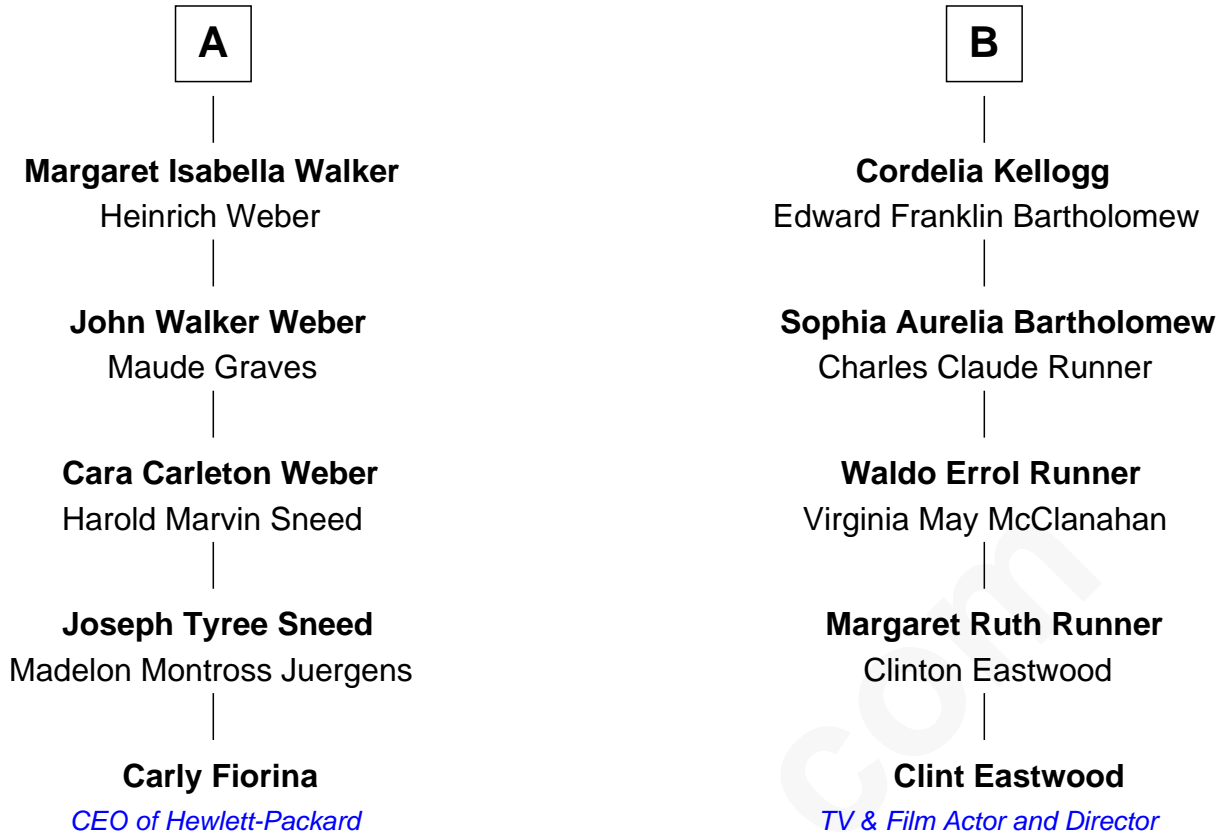 A
Margaret Isabella Walker
Heinrich Weber
John Walker Weber
Maude Graves
Cara Carleton Weber
Harold Marvin Sneed
Joseph Tyree Sneed
Madelon Montross Juergens
Carly Fiorina
CEO of Hewlett-Packard
B
Cordelia Kellogg
Edward Franklin Bartholomew
Sophia Aurelia Bartholomew
Charles Claude Runner
Waldo Errol Runner
Virginia May McClanahan
Margaret Ruth Runner
Clinton Eastwood
Clint Eastwood
TV & Film Actor and Director
com